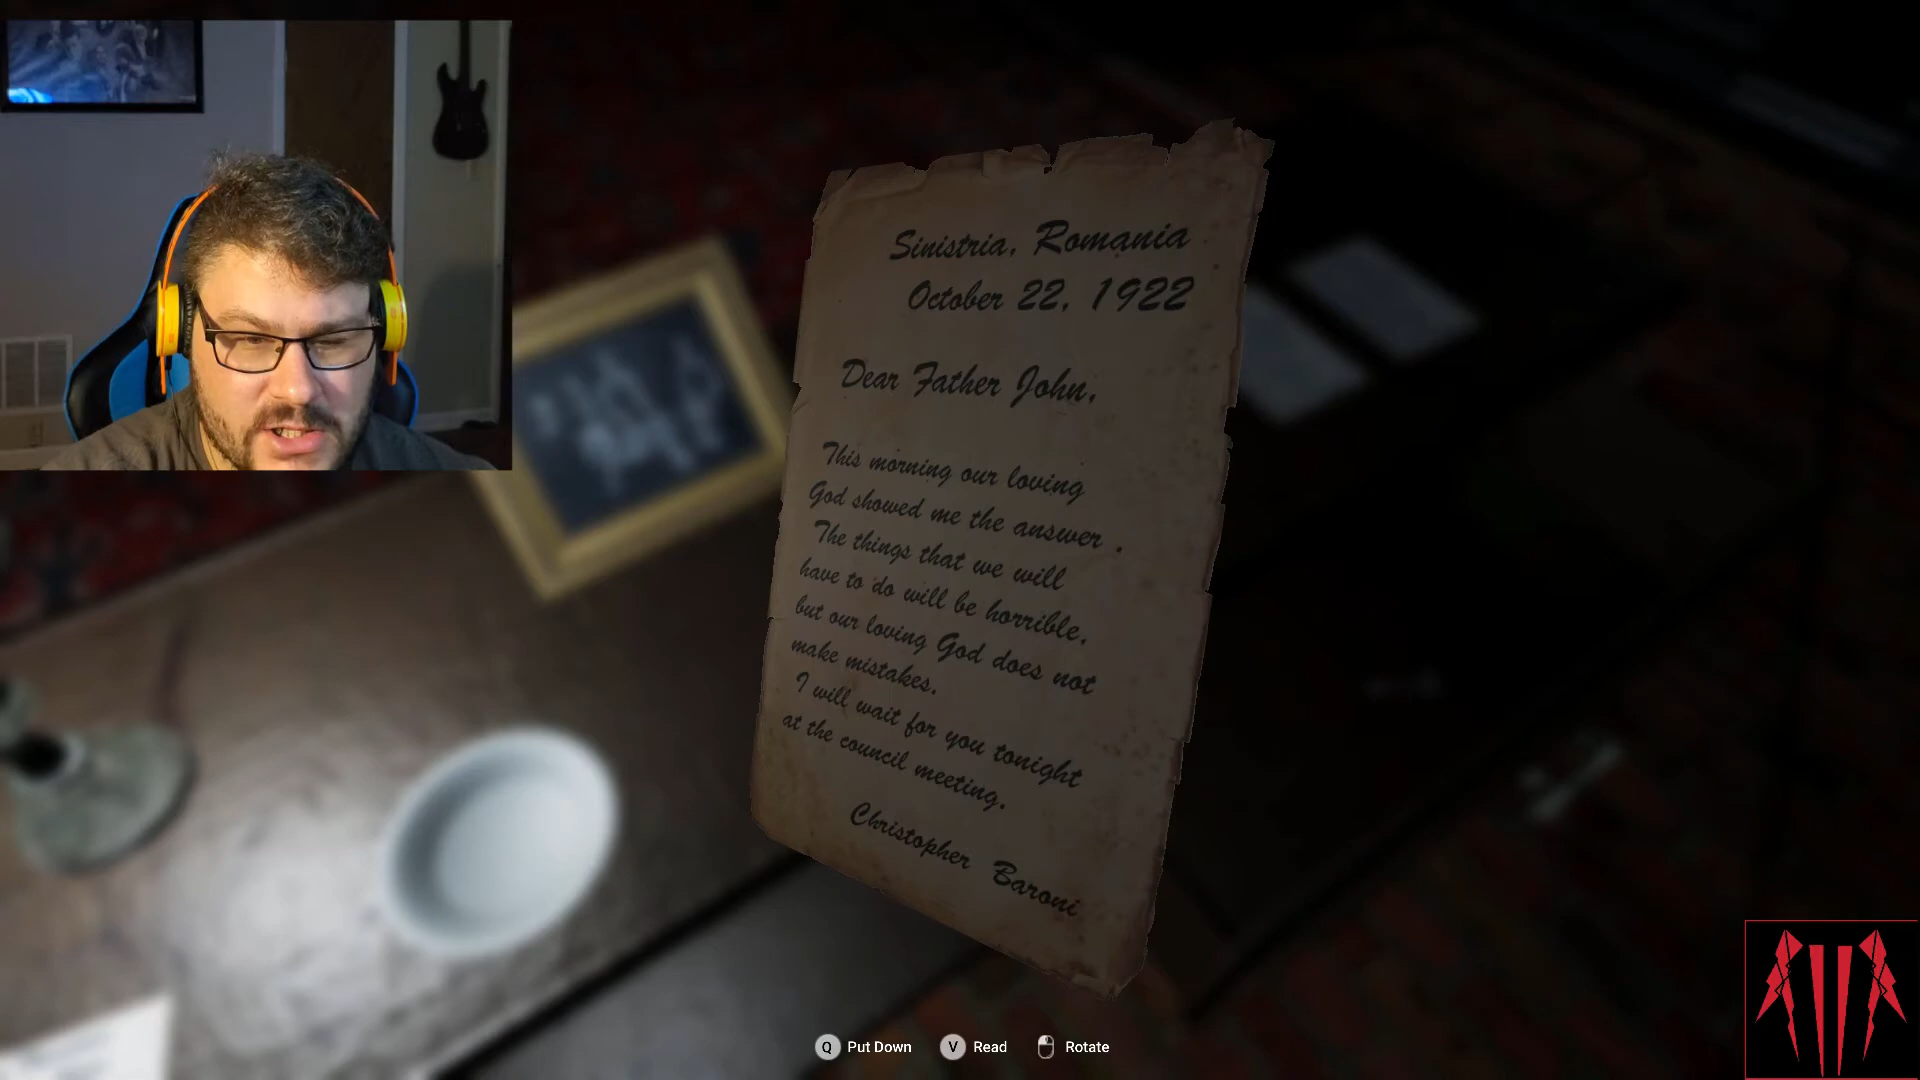 Sinistria, Romania
October 22, 1922
Dear Father John,
This morning our loving
God showed me the answer .
The things that we will
have to do will be horrible,
but our loving God does not
make mistakes.
I will wait for you tonight
at the council meeting.
Christopher Baroni
Q Put Down V Read Rotate